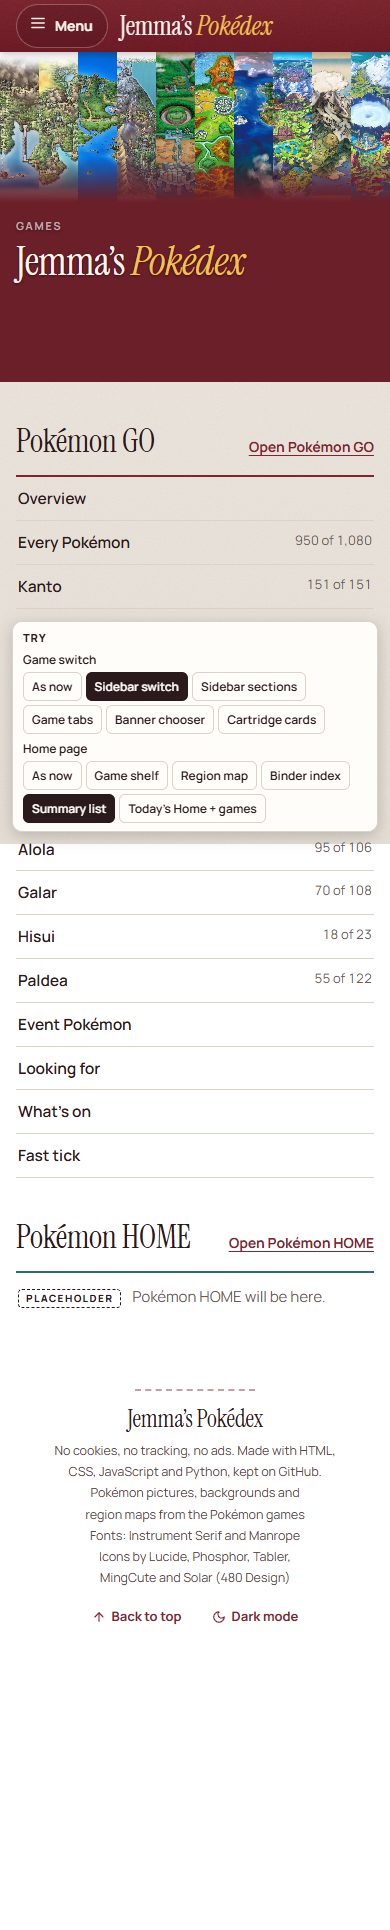 Menu
Jemma's Pokédex
GAMES
Jemma's Pokédex
Pokémon GO
Open Pokémon GO
Overview
Every Pokémon 950 of 1,080
Kanto 151 of 151
TRY
Game switch
As now Sidebar switch Sidebar sections
Game tabs Banner chooser Cartridge cards
Home page
As now Game shelf Region map Binder index
Summary list Today's Home + games
Alola 95 of 106
Galar 70 of 108
Hisui 18 of 23
Paldea 55 of 122
Event Pokémon
Looking for
What's on
Fast tick
Pokémon HOME
Open Pokémon HOME
PLACEHOLDER Pokémon HOME will be here.
Jemma's Pokédex
No cookies, no tracking, no ads. Made with HTML,
CSS, JavaScript and Python, kept on GitHub.
Pokémon pictures, backgrounds and
region maps from the Pokémon games
Fonts: Instrument Serif and Manrope
Icons by Lucide, Phosphor, Tabler,
MingCute and Solar (480 Design)
Back to top Dark mode